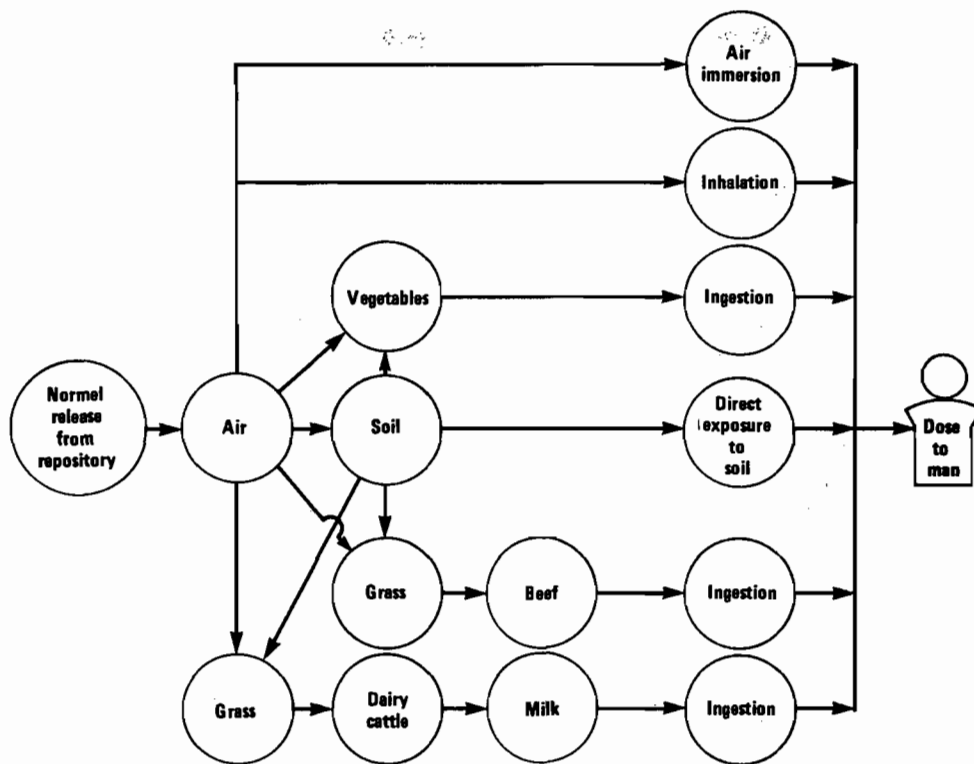 Air
immersion
Inhalation
Vegetables
Ingestion
Normel
release
from
repository
Air
Soil
Direct
exposure
to
soil
Dose
to
man
Grass
Beef
Ingestion
Grass
Dairy
cattle
Milk
Ingestion